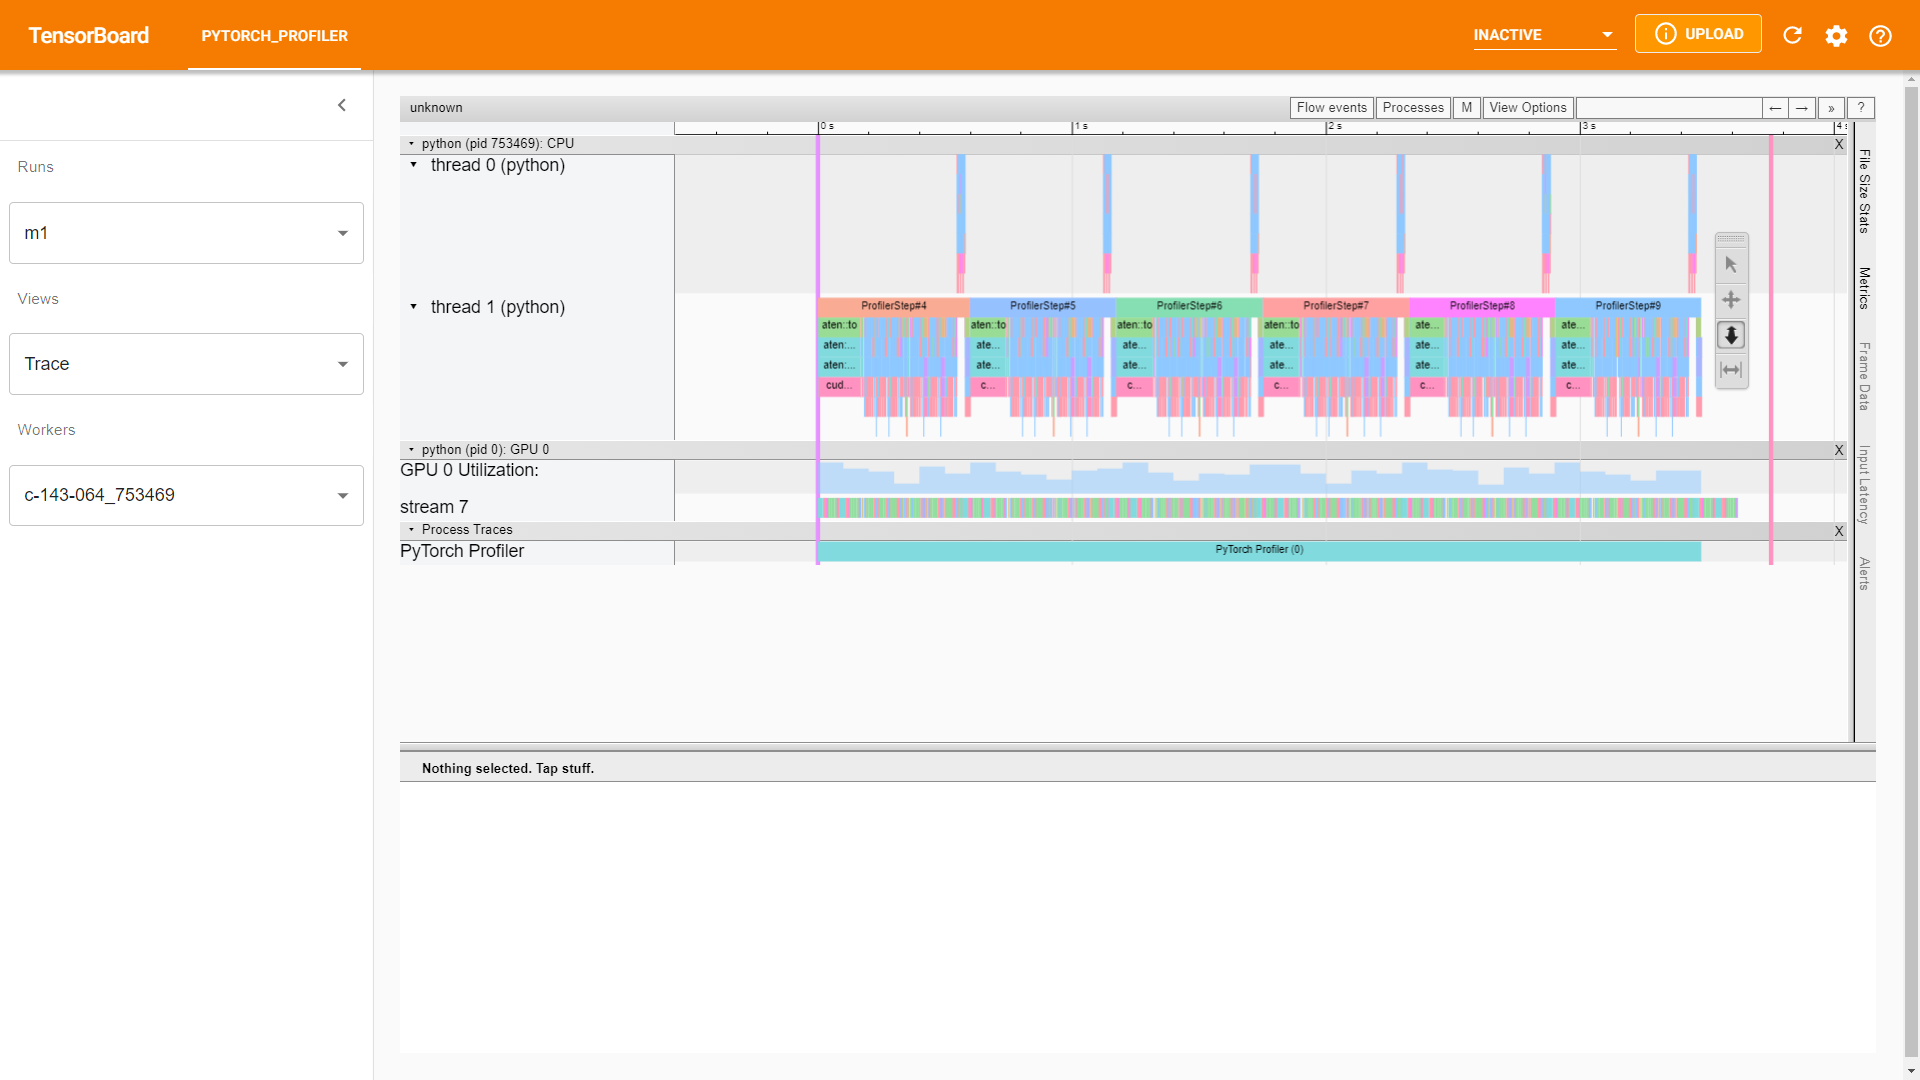 TensorBoard
PYTORCH_PROFILER
INACTIVE
UPLOAD
Runs
m1
Views
Trace
Workers
c-143-064_753469
unknown
Flow events
Processes
M
View Options
←
→
»
?
0 s
1 s
2 s
3 s
python (pid 753469): CPU
X
thread 0 (python)
thread 1 (python)
ProfilerStep#4
ProfilerStep#5
ProfilerStep#6
ProfilerStep#7
ProfilerStep#8
ProfilerStep#9
aten::to
aten::to
aten::to
aten::to
ate...
ate...
aten:...
ate...
ate...
ate...
ate...
ate...
aten:...
ate...
ate...
ate...
ate...
ate...
cud...
c...
c...
c...
c...
c...
python (pid 0): GPU 0
X
GPU 0 Utilization:
stream 7
Process Traces
X
PyTorch Profiler
PyTorch Profiler (0)
File Size Stats
Metrics
Frame Data
Input Latency
Alerts
Nothing selected. Tap stuff.